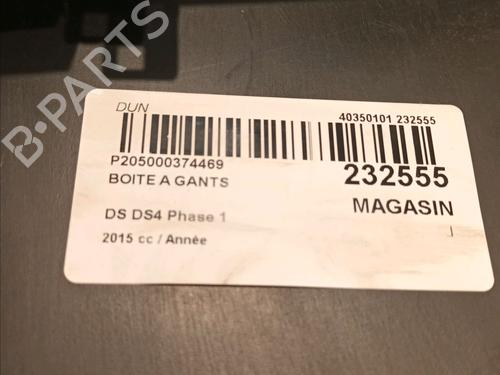 DUN
40350101 232555
P205000374469
BOITE A GANTS
232555
MAGASIN
DS DS4 Phase 1
2015 cc / Année
B-PARTS